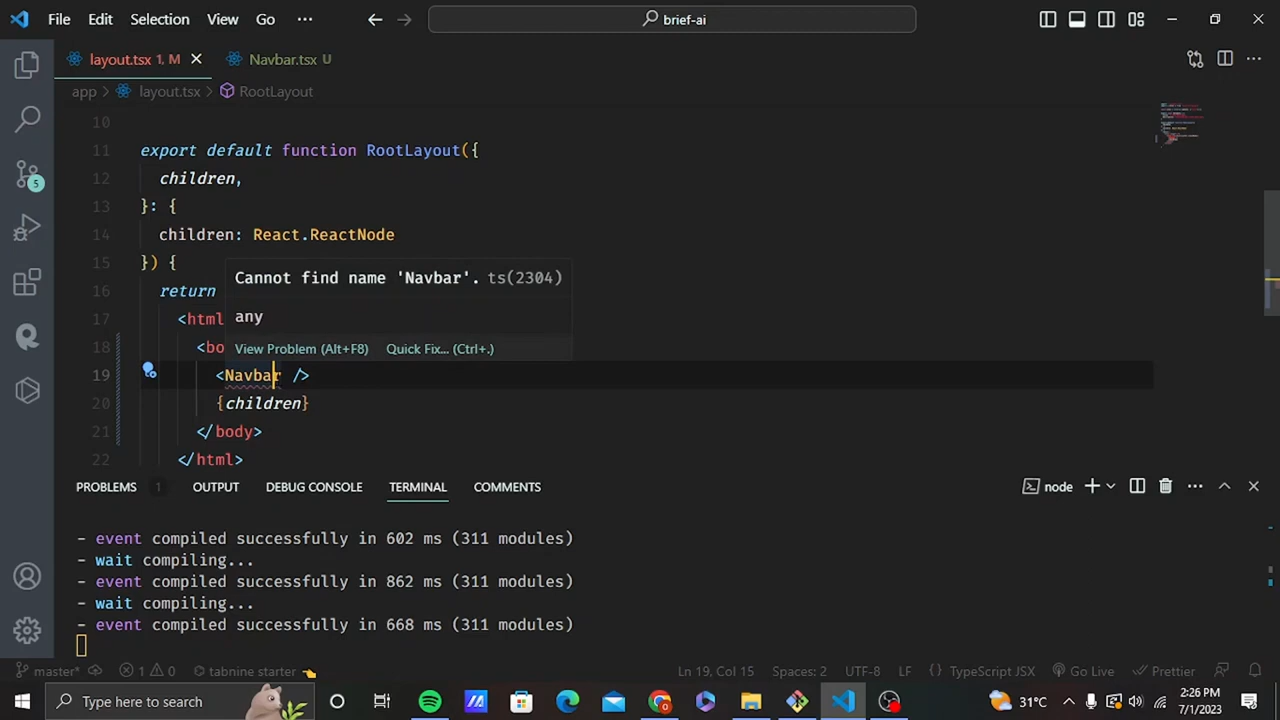 File Edit Selection View Go ···
brief-ai
layout.tsx 1, M
Navbar.tsx U
app > layout.tsx > RootLayout
10
11 export default function RootLayout({
12 children,
13 }: {
14 children: React.ReactNode
15 }) {
16 return
17 <html
18 <bo
19 <Navbar />
20 {children}
21 </body>
22 </html>
Cannot find name 'Navbar'. ts(2304)
any
View Problem (Alt+F8) Quick Fix... (Ctrl+.)
5
PROBLEMS 1 OUTPUT DEBUG CONSOLE TERMINAL COMMENTS
node
- event compiled successfully in 602 ms (311 modules)
- wait compiling...
- event compiled successfully in 862 ms (311 modules)
- wait compiling...
- event compiled successfully in 668 ms (311 modules)
master* 1 0 tabnine starter Ln 19, Col 15 Spaces: 2 UTF-8 LF {} TypeScript JSX Go Live Prettier
Type here to search
31°C
2:26 PM
7/1/2023